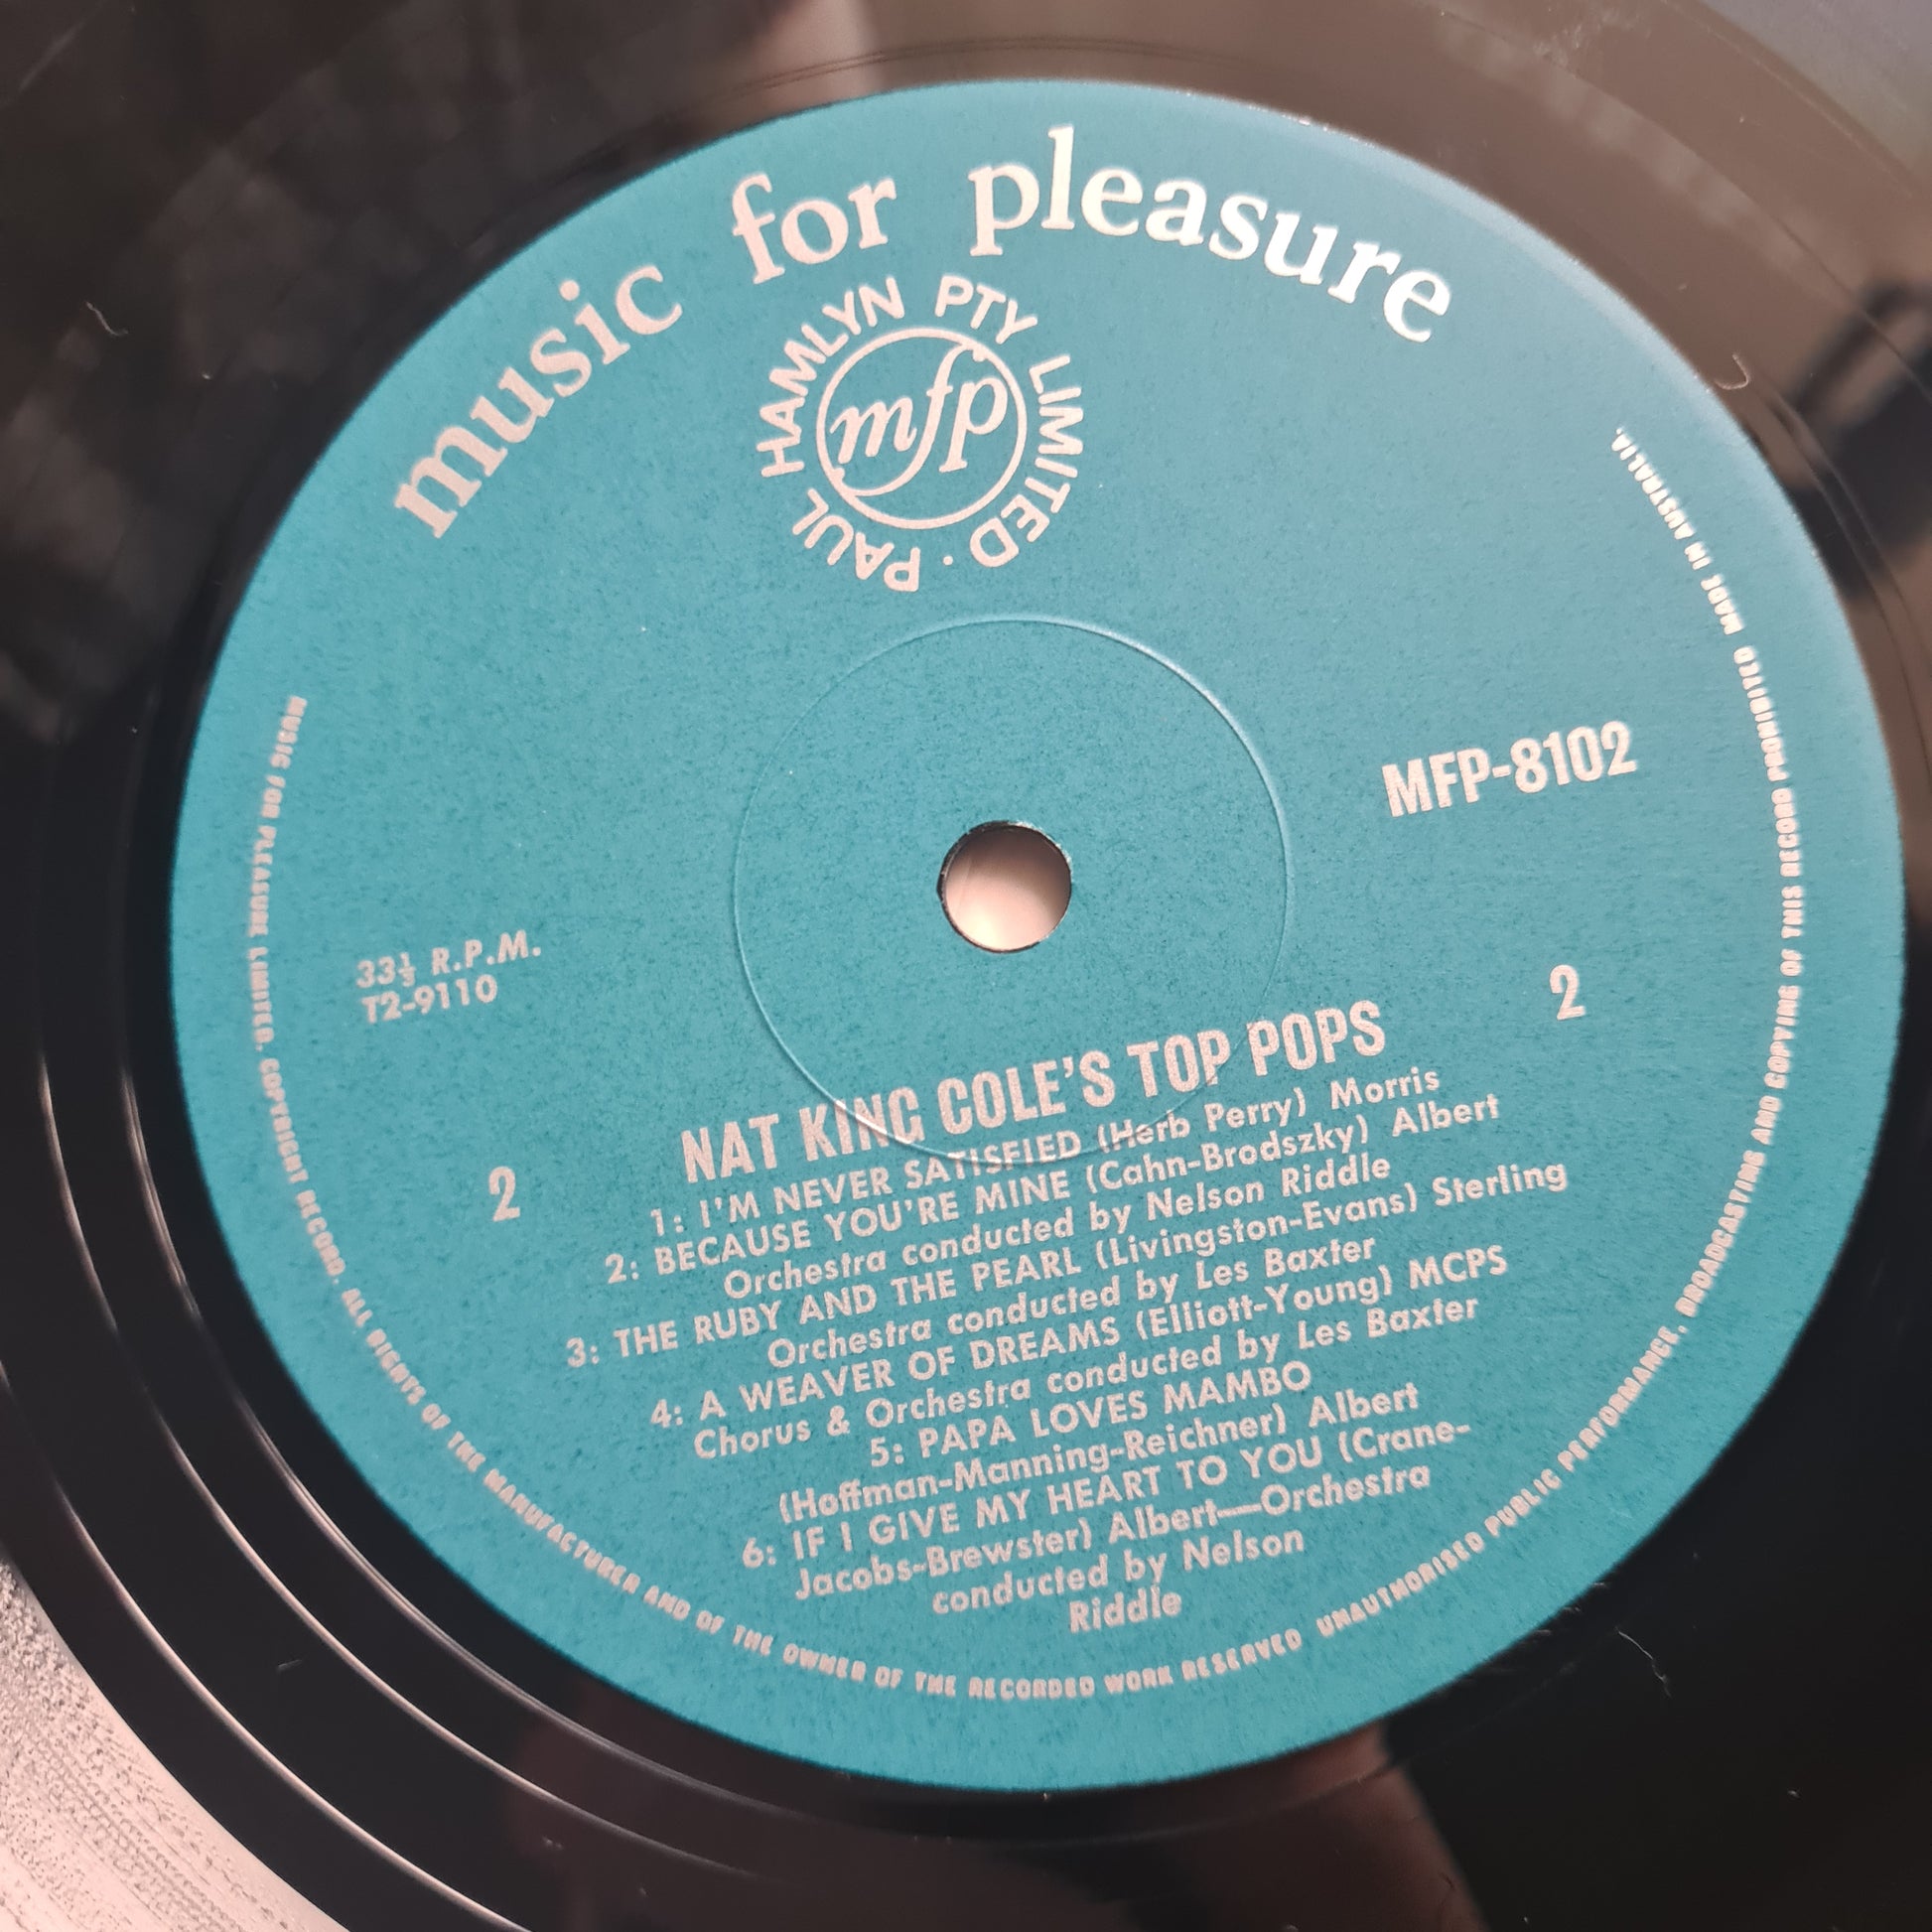 music for pleasure
PAUL HAMLYN PTY LIMITED ·
mfp
MFP-8102
33⅓ R.P.M.
T2-9110
2
2
NAT KING COLE'S TOP POPS
1: I'M NEVER SATISFIED (Herb Perry) Morris
2: BECAUSE YOU'RE MINE (Cahn-Brodszky) Albert
Orchestra conducted by Nelson Riddle
3: THE RUBY AND THE PEARL (Livingston-Evans) Sterling
Orchestra conducted by Les Baxter
4: A WEAVER OF DREAMS (Elliott-Young) MCPS
Chorus & Orchestra conducted by Les Baxter
5: PAPA LOVES MAMBO
(Hoffman-Manning-Reichner) Albert
6: IF I GIVE MY HEART TO YOU (Crane-
Jacobs-Brewster) Albert—Orchestra
conducted by Nelson
Riddle
MUSIC FOR PLEASURE LIMITED. COPYRIGHT RECORD. ALL RIGHTS OF THE MANUFACTURER AND OF THE OWNER OF THE RECORDED WORK RESERVED UNAUTHORISED PUBLIC PERFORMANCE, BROADCASTING AND COPYING OF THIS RECORD PROHIBITED MADE IN AUSTRALIA.